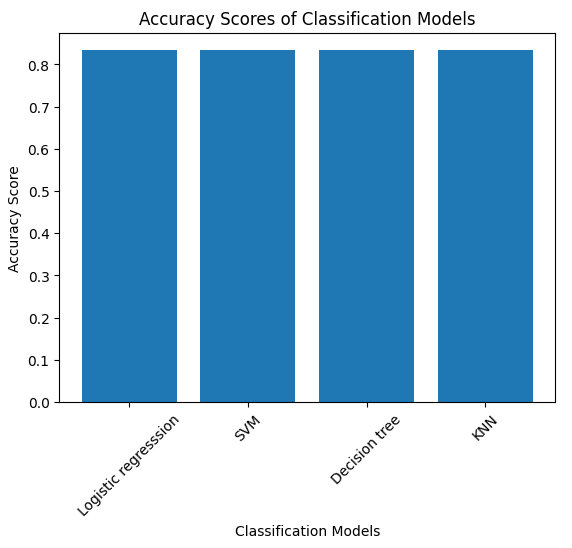 Accuracy Scores of Classification Models
Accuracy Score
0.8
0.7
0.6
0.5
0.4
0.3
0.2
0.1
0.0
Logistic regresssion
SVM
Decision tree
KNN
Classification Models